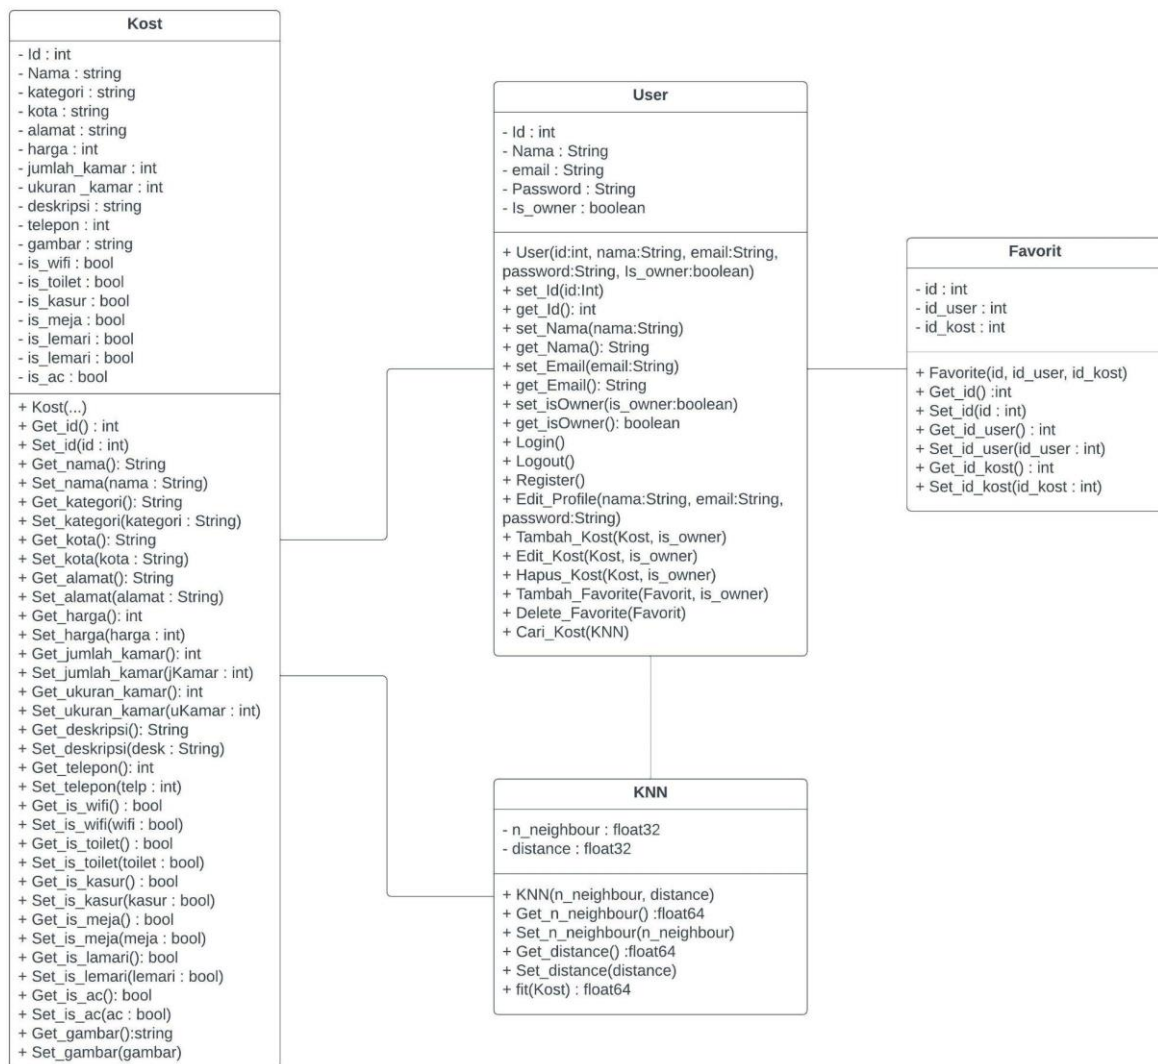 Kost
- Id : int
- Nama : string
- kategori : string
- kota : string
- alamat : string
- harga : int
- jumlah_kamar : int
- ukuran _kamar : int
- deskripsi : string
- telepon : int
- gambar : string
- is_wifi : bool
- is_toilet : bool
- is_kasur : bool
- is_meja : bool
- is_lemari : bool
- is_lemari : bool
- is_ac : bool
+ Kost(...)
+ Get_id() : int
+ Set_id(id : int)
+ Get_nama(): String
+ Set_nama(nama : String)
+ Get_kategori(): String
+ Set_kategori(kategori : String)
+ Get_kota(): String
+ Set_kota(kota : String)
+ Get_alamat(): String
+ Set_alamat(alamat : String)
+ Get_harga(): int
+ Set_harga(harga : int)
+ Get_jumlah_kamar(): int
+ Set_jumlah_kamar(jKamar : int)
+ Get_ukuran_kamar(): int
+ Set_ukuran_kamar(uKamar : int)
+ Get_deskripsi(): String
+ Set_deskripsi(desk : String)
+ Get_telepon(): int
+ Set_telepon(telp : int)
+ Get_is_wifi() : bool
+ Set_is_wifi(wifi : bool)
+ Get_is_toilet() : bool
+ Set_is_toilet(toilet : bool)
+ Get_is_kasur() : bool
+ Set_is_kasur(kasur : bool)
+ Get_is_meja() : bool
+ Set_is_meja(meja : bool)
+ Get_is_lamari(): bool
+ Set_is_lemari(lemari : bool)
+ Get_is_ac(): bool
+ Set_is_ac(ac : bool)
+ Get_gambar():string
+ Set_gambar(gambar)
User
- Id : int
- Nama : String
- email : String
- Password : String
- Is_owner : boolean
+ User(id:int, nama:String, email:String,
password:String, Is_owner:boolean)
+ set_Id(id:Int)
+ get_Id(): int
+ set_Nama(nama:String)
+ get_Nama(): String
+ set_Email(email:String)
+ get_Email(): String
+ set_isOwner(is_owner:boolean)
+ get_isOwner(): boolean
+ Login()
+ Logout()
+ Register()
+ Edit_Profile(nama:String, email:String,
password:String)
+ Tambah_Kost(Kost, is_owner)
+ Edit_Kost(Kost, is_owner)
+ Hapus_Kost(Kost, is_owner)
+ Tambah_Favorite(Favorit, is_owner)
+ Delete_Favorite(Favorit)
+ Cari_Kost(KNN)
Favorit
- id : int
- id_user : int
- id_kost : int
+ Favorite(id, id_user, id_kost)
+ Get_id() :int
+ Set_id(id : int)
+ Get_id_user() : int
+ Set_id_user(id_user : int)
+ Get_id_kost() : int
+ Set_id_kost(id_kost : int)
KNN
- n_neighbour : float32
- distance : float32
+ KNN(n_neighbour, distance)
+ Get_n_neighbour() :float64
+ Set_n_neighbour(n_neighbour)
+ Get_distance() :float64
+ Set_distance(distance)
+ fit(Kost) : float64